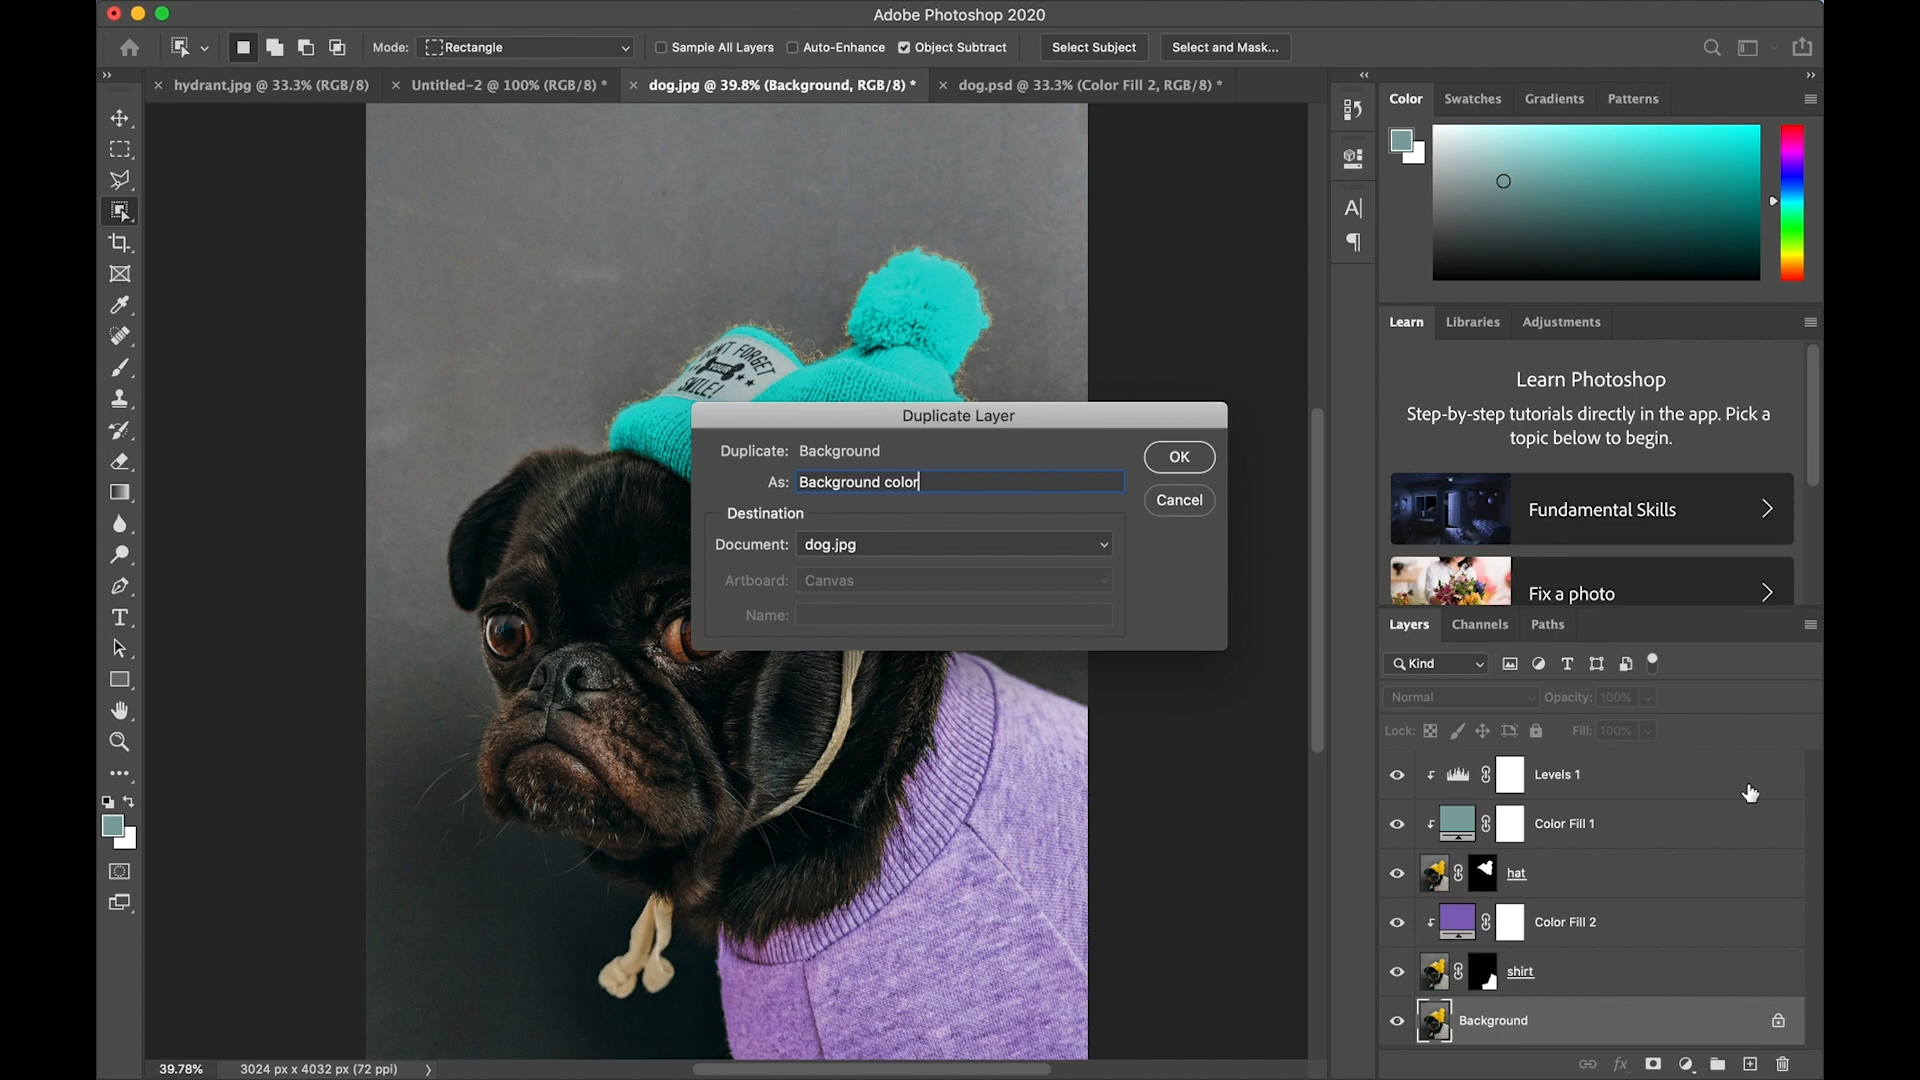 Adobe Photoshop 2020
Mode: Rectangle Sample All Layers Auto-Enhance Object Subtract Select Subject Select and Mask...
hydrant.jpg @ 33.3% (RGB/8) Untitled-2 @ 100% (RGB/8) * dog.jpg @ 39.8% (Background, RGB/8) * dog.psd @ 33.3% (Color Fill 2, RGB/8) *
Color Swatches Gradients Patterns
Learn Libraries Adjustments
Learn Photoshop
Step-by-step tutorials directly in the app. Pick a
topic below to begin.
Fundamental Skills
Fix a photo
DON'T FORGET
YOUR
SMILE!
Duplicate Layer
Duplicate: Background
As: Background color
Destination
Document: dog.jpg
Artboard: Canvas
Name:
OK
Cancel
Layers Channels Paths
Kind
Normal Opacity: 100%
Lock: Fill: 100%
Levels 1
Color Fill 1
hat
Color Fill 2
shirt
Background
39.78% 3024 px x 4032 px (72 ppi)